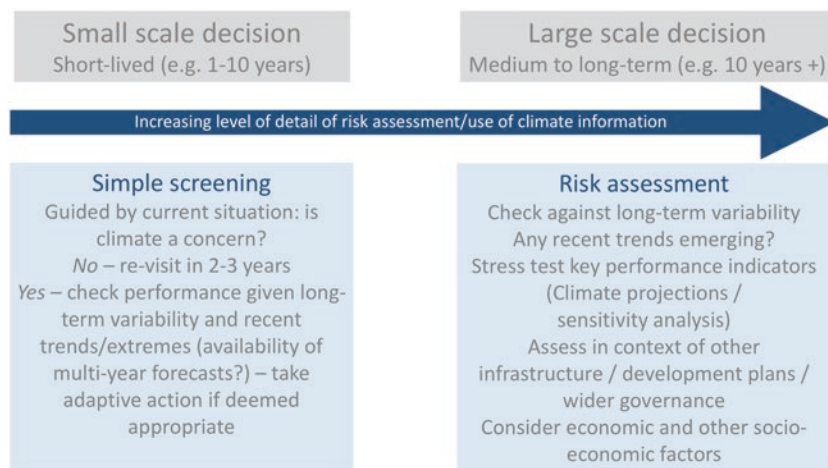 Small scale decision
Short-lived (e.g. 1-10 years)
Large scale decision
Medium to long-term (e.g. 10 years +)
Increasing level of detail of risk assessment/use of climate information
Simple screening
Guided by current situation: is
climate a concern?
No – re-visit in 2-3 years
Yes – check performance given long-
term variability and recent
trends/extremes (availability of
multi-year forecasts?) – take
adaptive action if deemed
appropriate
Risk assessment
Check against long-term variability
Any recent trends emerging?
Stress test key performance indicators
(Climate projections /
sensitivity analysis)
Assess in context of other
infrastructure / development plans /
wider governance
Consider economic and other socio-
economic factors